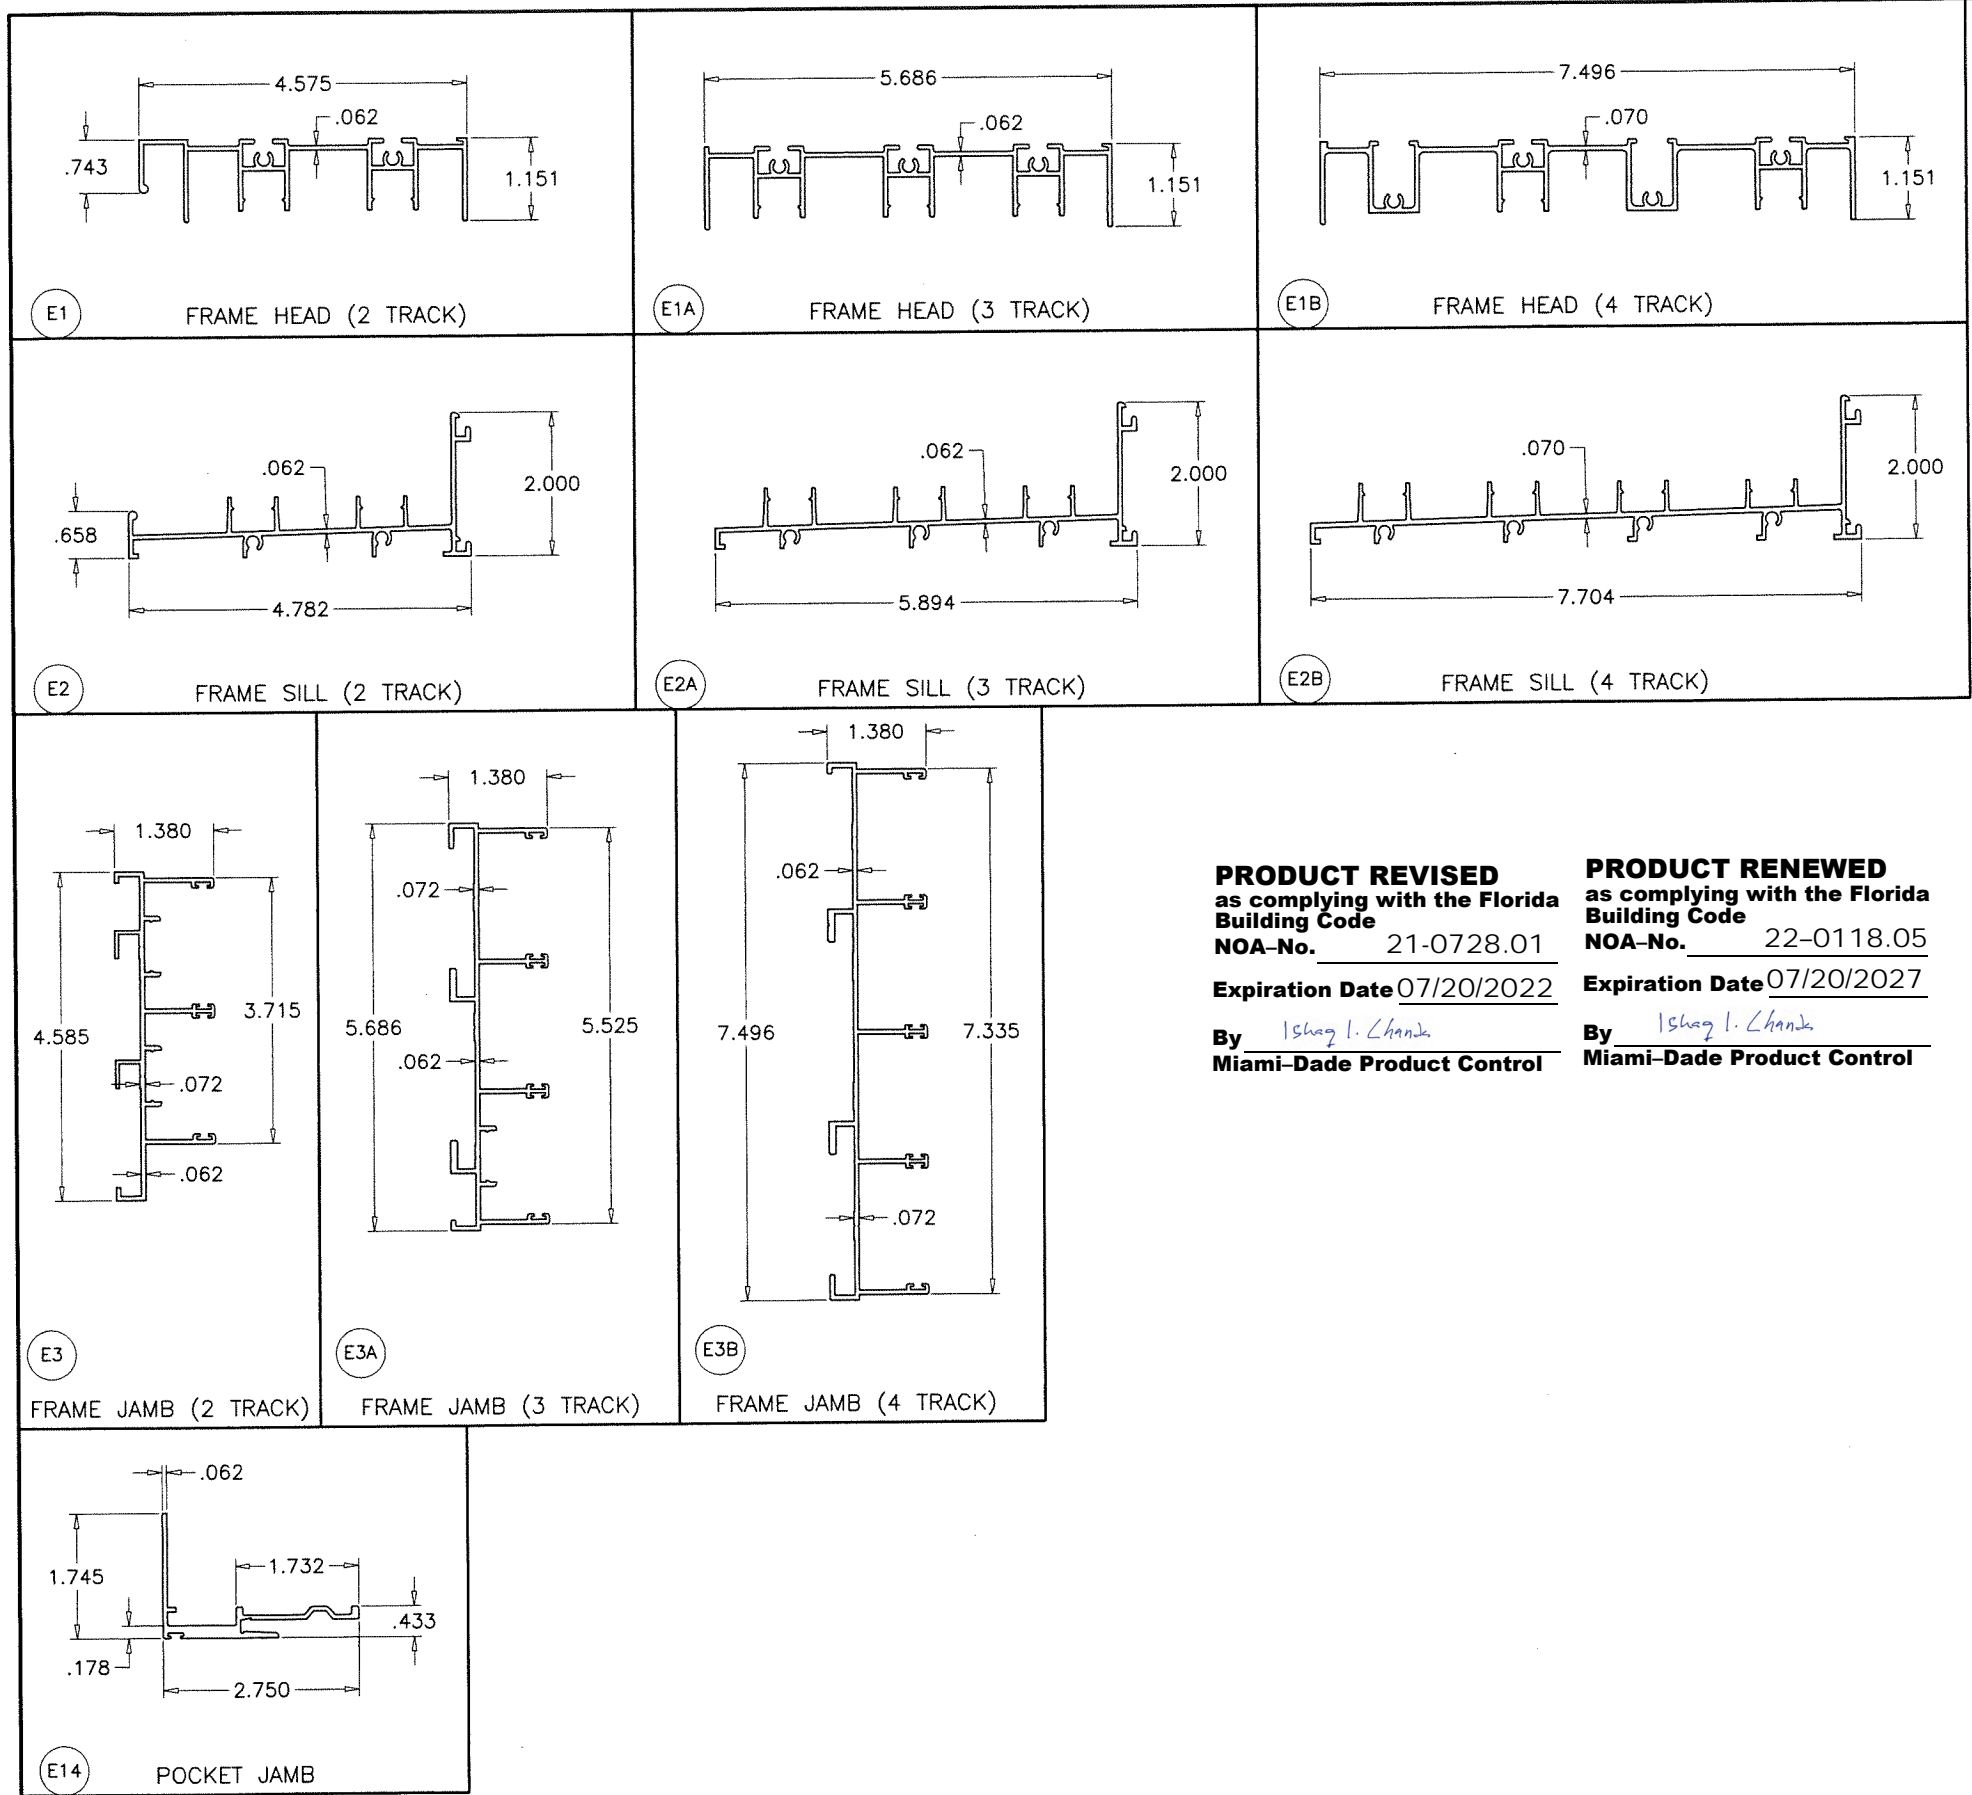 4.575
.062
.743
1.151
E1
FRAME HEAD (2 TRACK)
5.686
.062
1.151
E1A
FRAME HEAD (3 TRACK)
7.496
.070
1.151
E1B
FRAME HEAD (4 TRACK)
.062
2.000
.658
4.782
E2
FRAME SILL (2 TRACK)
.062
2.000
5.894
E2A
FRAME SILL (3 TRACK)
.070
2.000
7.704
E2B
FRAME SILL (4 TRACK)
1.380
4.585
3.715
.072
.062
E3
FRAME JAMB (2 TRACK)
1.380
.072
5.686
5.525
.062
E3A
FRAME JAMB (3 TRACK)
1.380
.062
7.496
7.335
.072
E3B
FRAME JAMB (4 TRACK)
PRODUCT REVISED
as complying with the Florida
Building Code
NOA–No. 21-0728.01
Expiration Date 07/20/2022
By Ishaq I. Chanda
Miami–Dade Product Control
PRODUCT RENEWED
as complying with the Florida
Building Code
NOA–No. 22–0118.05
Expiration Date 07/20/2027
By Ishaq I. Chanda
Miami–Dade Product Control
.062
1.745
1.732
.433
.178
2.750
E14
POCKET JAMB